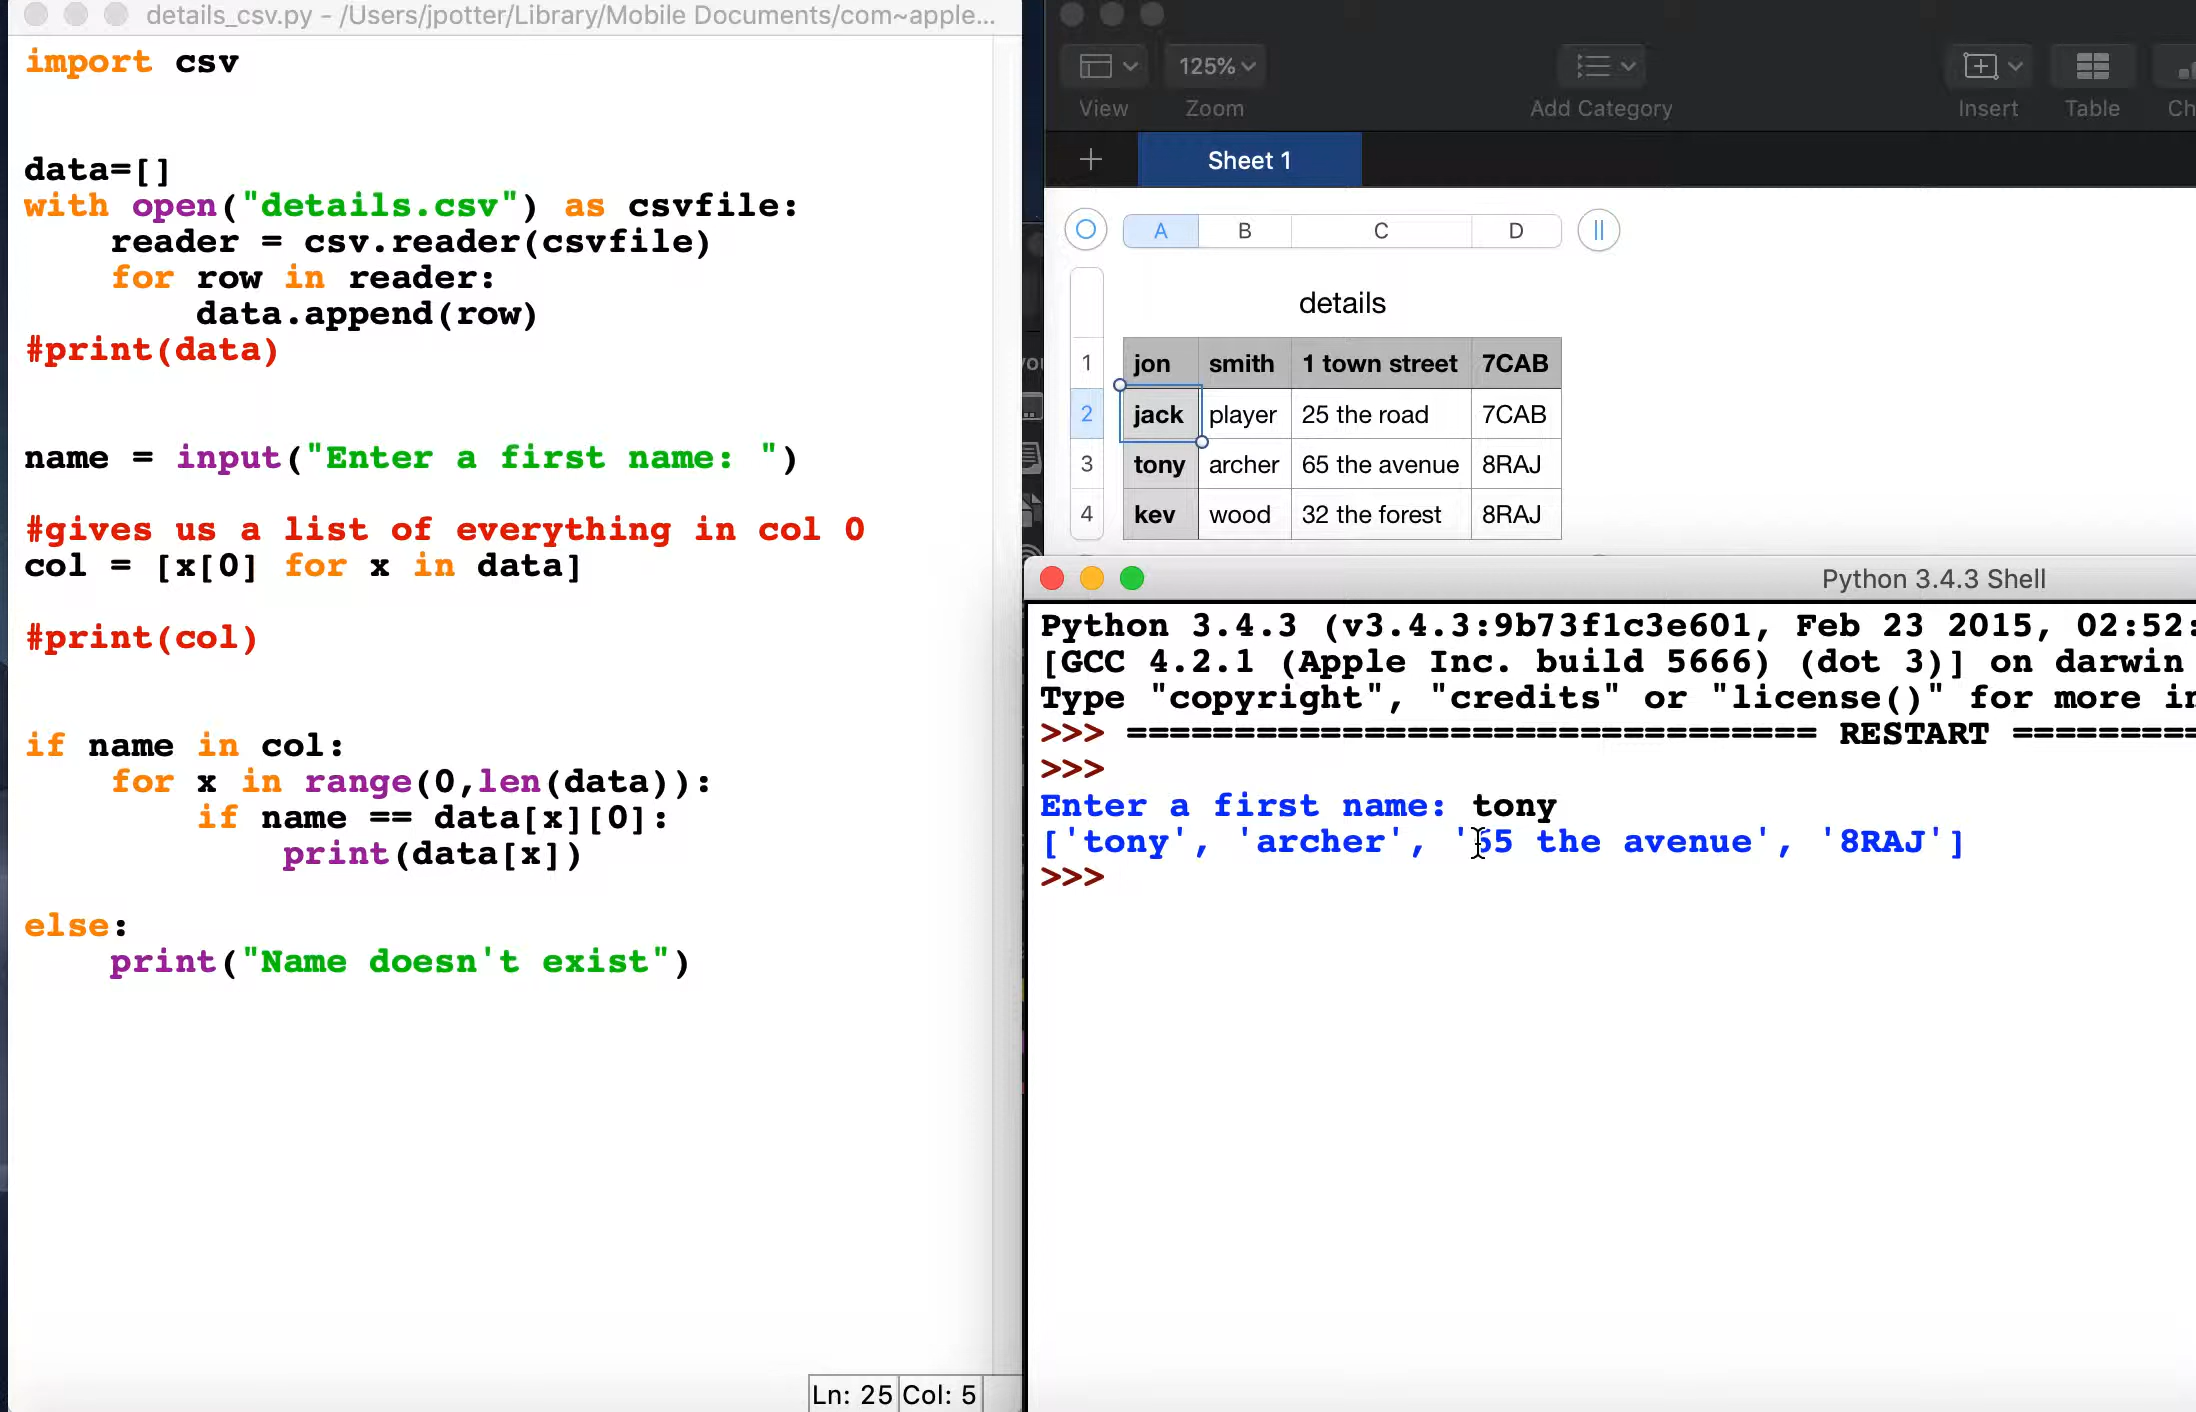 details_csv.py - /Users/jpotter/Library/Mobile Documents/com~apple...
import csv
data=[]
with open("details.csv") as csvfile:
    reader = csv.reader(csvfile)
    for row in reader:
        data.append(row)
#print(data)
name = input("Enter a first name: ")
#gives us a list of everything in col 0
col = [x[0] for x in data]
#print(col)
if name in col:
    for x in range(0,len(data)):
        if name == data[x][0]:
            print(data[x])
else:
    print("Name doesn't exist")
Ln: 25 Col: 5
125%
View Zoom Add Category Insert Table Ch
Sheet 1
A B C D
details
1 jon smith 1 town street 7CAB
2 jack player 25 the road 7CAB
3 tony archer 65 the avenue 8RAJ
4 kev wood 32 the forest 8RAJ
Python 3.4.3 Shell
Python 3.4.3 (v3.4.3:9b73f1c3e601, Feb 23 2015, 02:52:
[GCC 4.2.1 (Apple Inc. build 5666) (dot 3)] on darwin
Type "copyright", "credits" or "license()" for more in
>>> ================================ RESTART =========
>>>
Enter a first name: tony
['tony', 'archer', '65 the avenue', '8RAJ']
>>>